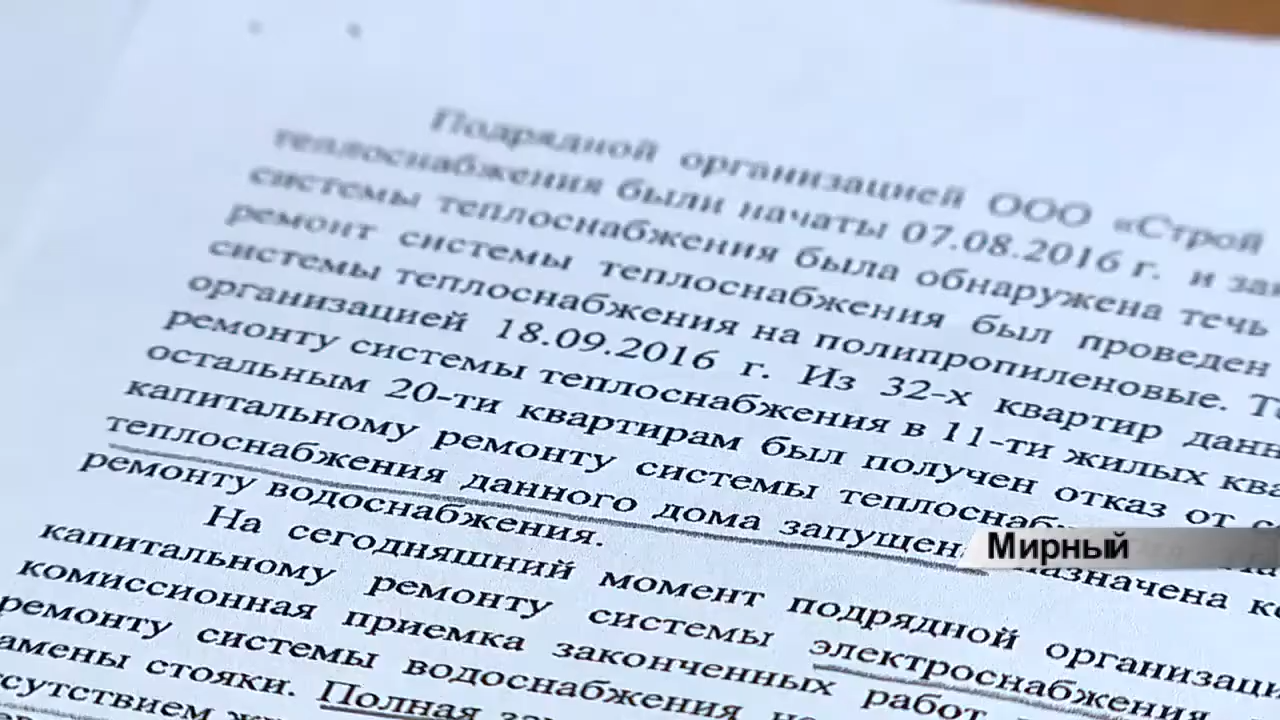 Подрядной организацией ООО «Строй
теплоснабжения были начаты 07.08.2016 г. и зак
системы теплоснабжения была обнаружена течь
ремонт системы теплоснабжения был проведен
системы теплоснабжения на полипропиленовые. Та
организацией 18.09.2016 г. Из 32-х квартир данн
ремонту системы теплоснабжения в 11-ти жилых ква
остальным 20-ти квартирам был получен отказ от с
капитальному ремонту системы теплоснаб
теплоснабжения данного дома запущен назначена к
ремонту водоснабжения.
На сегодняшний момент подрядной организаци
капитальному ремонту системы электроснабжения
комиссионная приемка законченных работ
ремонту системы водоснабжения
амены стояки. Полная
сутствием
Мирный